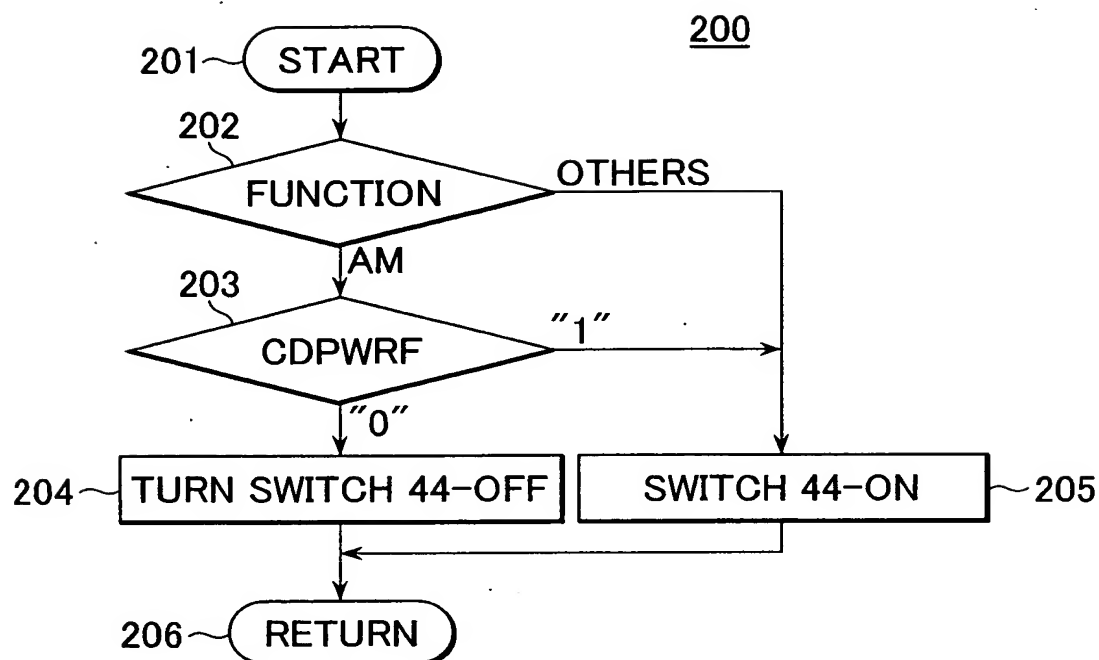 200
201 START
202
FUNCTION OTHERS
AM
203
CDPWRF "1"
"0"
204 TURN SWITCH 44-OFF SWITCH 44-ON 205
206 RETURN